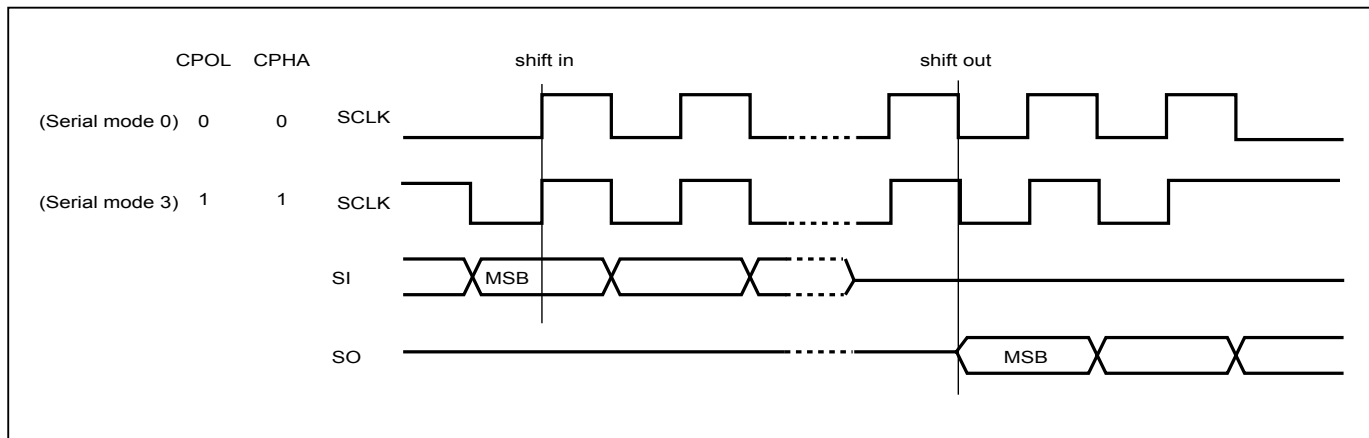 CPOL CPHA shift in shift out
(Serial mode 0) 0 0 SCLK
(Serial mode 3) 1 1 SCLK
SI MSB
SO MSB